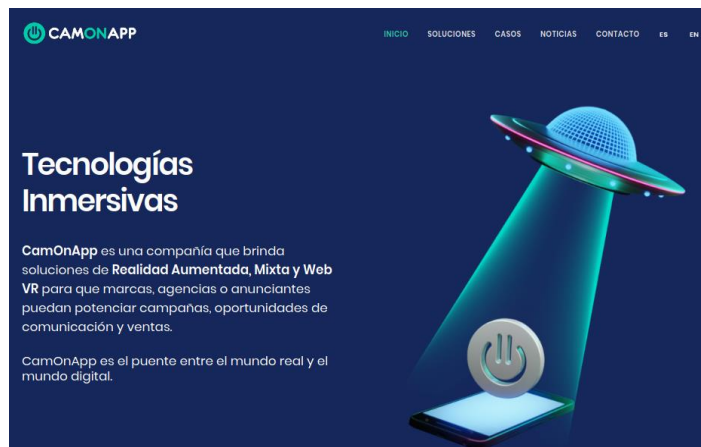 CAMONAPP
INICIO SOLUCIONES CASOS NOTICIAS CONTACTO ES EN
Tecnologías
Inmersivas
CamOnApp es una compañía que brinda
soluciones de Realidad Aumentada, Mixta y Web
VR para que marcas, agencias o anunciantes
puedan potenciar campañas, oportunidades de
comunicación y ventas.
CamOnApp es el puente entre el mundo real y el
mundo digital.